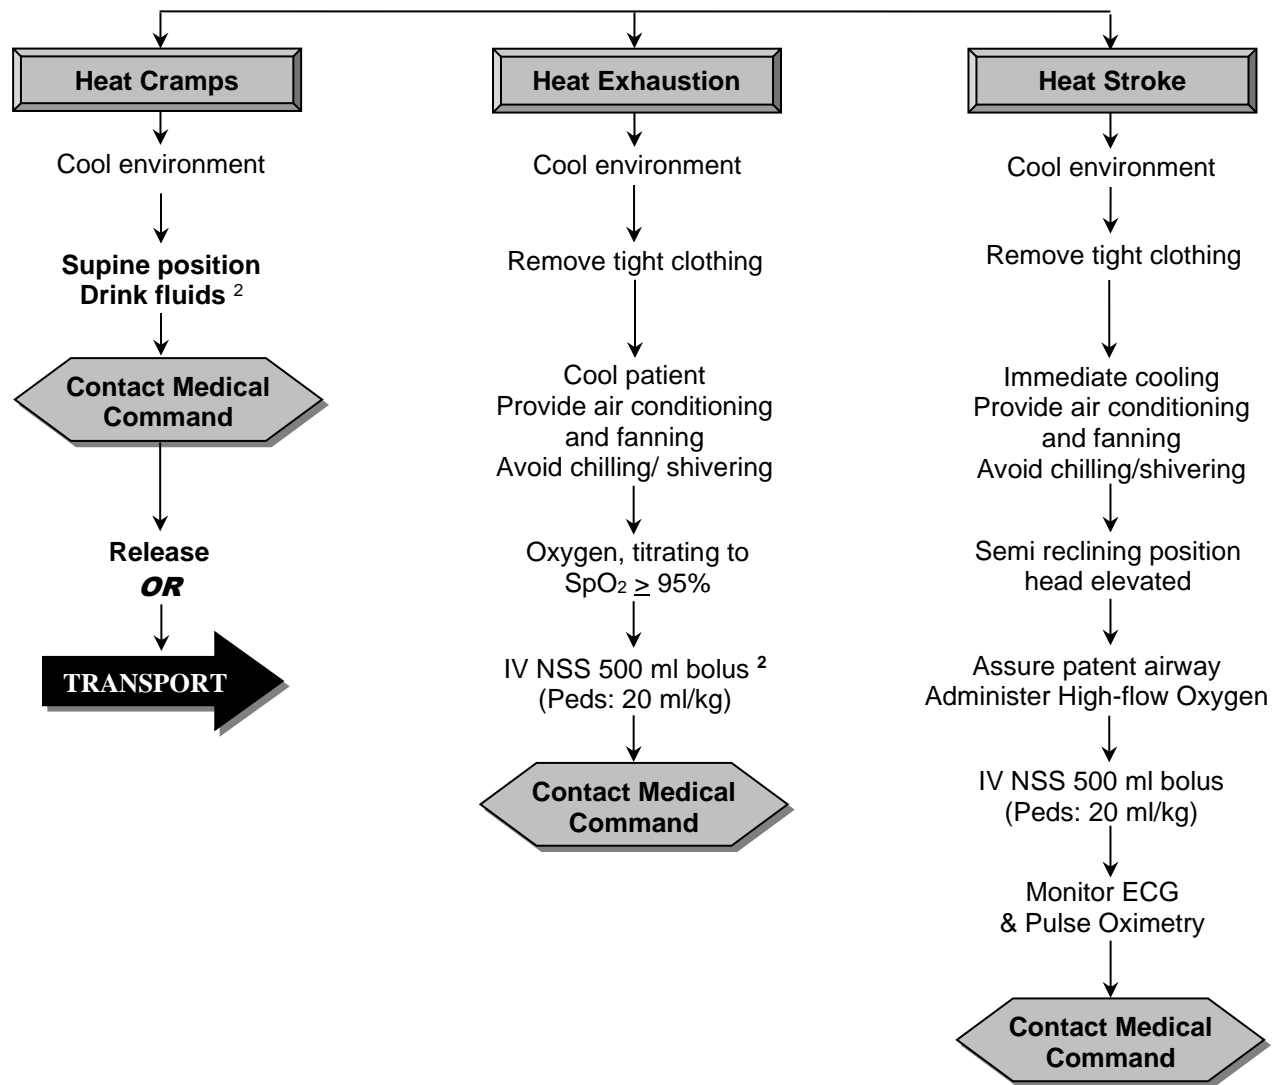 Heat Cramps
Cool environment
Supine position
Drink fluids ²
Contact Medical
Command
Release
OR
TRANSPORT
Heat Exhaustion
Cool environment
Remove tight clothing
Cool patient
Provide air conditioning
and fanning
Avoid chilling/ shivering
Oxygen, titrating to
SpO₂ ≥ 95%
IV NSS 500 ml bolus ²
(Peds: 20 ml/kg)
Contact Medical
Command
Heat Stroke
Cool environment
Remove tight clothing
Immediate cooling
Provide air conditioning
and fanning
Avoid chilling/shivering
Semi reclining position
head elevated
Assure patent airway
Administer High-flow Oxygen
IV NSS 500 ml bolus
(Peds: 20 ml/kg)
Monitor ECG
& Pulse Oximetry
Contact Medical
Command